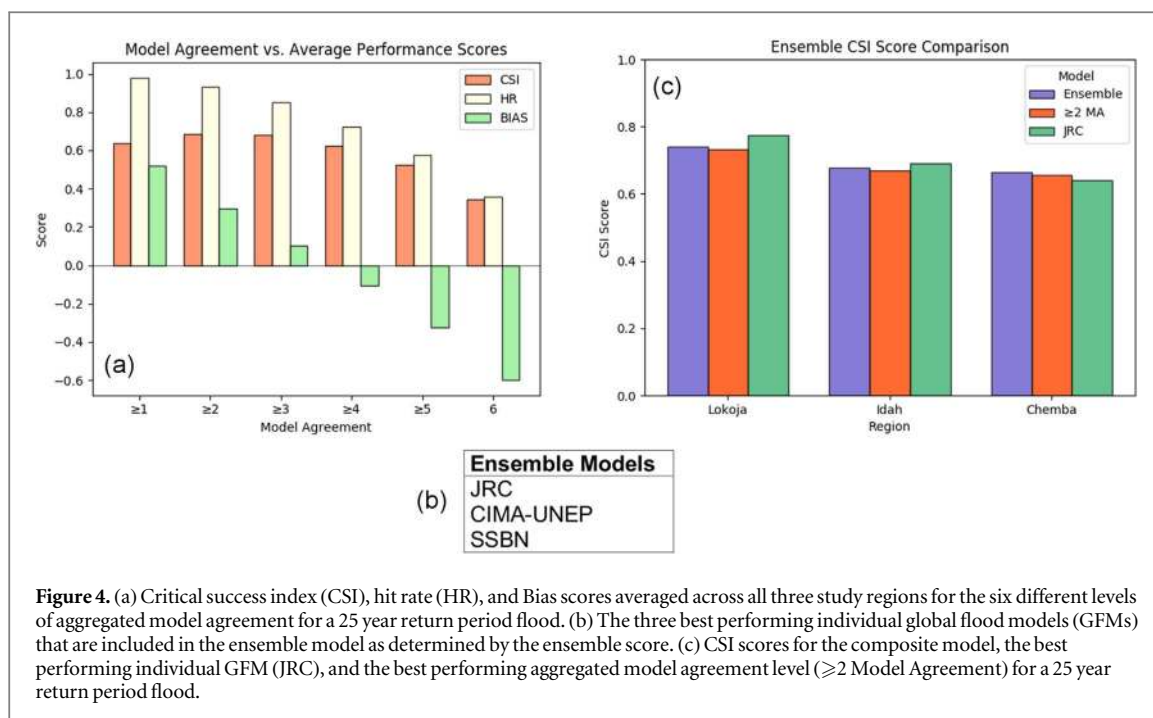 Model Agreement vs. Average Performance Scores
CSI
HR
BIAS
1.0
0.8
0.6
0.4
0.2
0.0
−0.2
−0.4
−0.6
Score
(a)
≥1 ≥2 ≥3 ≥4 ≥5 6
Model Agreement
Ensemble CSI Score Comparison
(c)
Model
Ensemble
≥2 MA
JRC
1.0
0.8
0.6
0.4
0.2
0.0
CSI Score
Lokoja Idah Chemba
Region
(b)
Ensemble Models
JRC
CIMA-UNEP
SSBN
Figure 4. (a) Critical success index (CSI), hit rate (HR), and Bias scores averaged across all three study regions for the six different levels
of aggregated model agreement for a 25 year return period flood. (b) The three best performing individual global flood models (GFMs)
that are included in the ensemble model as determined by the ensemble score. (c) CSI scores for the composite model, the best
performing individual GFM (JRC), and the best performing aggregated model agreement level (⩾2 Model Agreement) for a 25 year
return period flood.